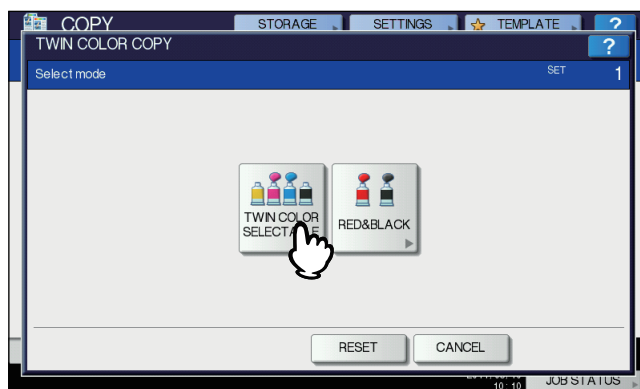 COPY STORAGE SETTINGS TEMPLATE ?
TWIN COLOR COPY ?
Select mode SET 1
TWIN COLOR
RED&BLACK
RESET CANCEL
10:10 JOB STATUS